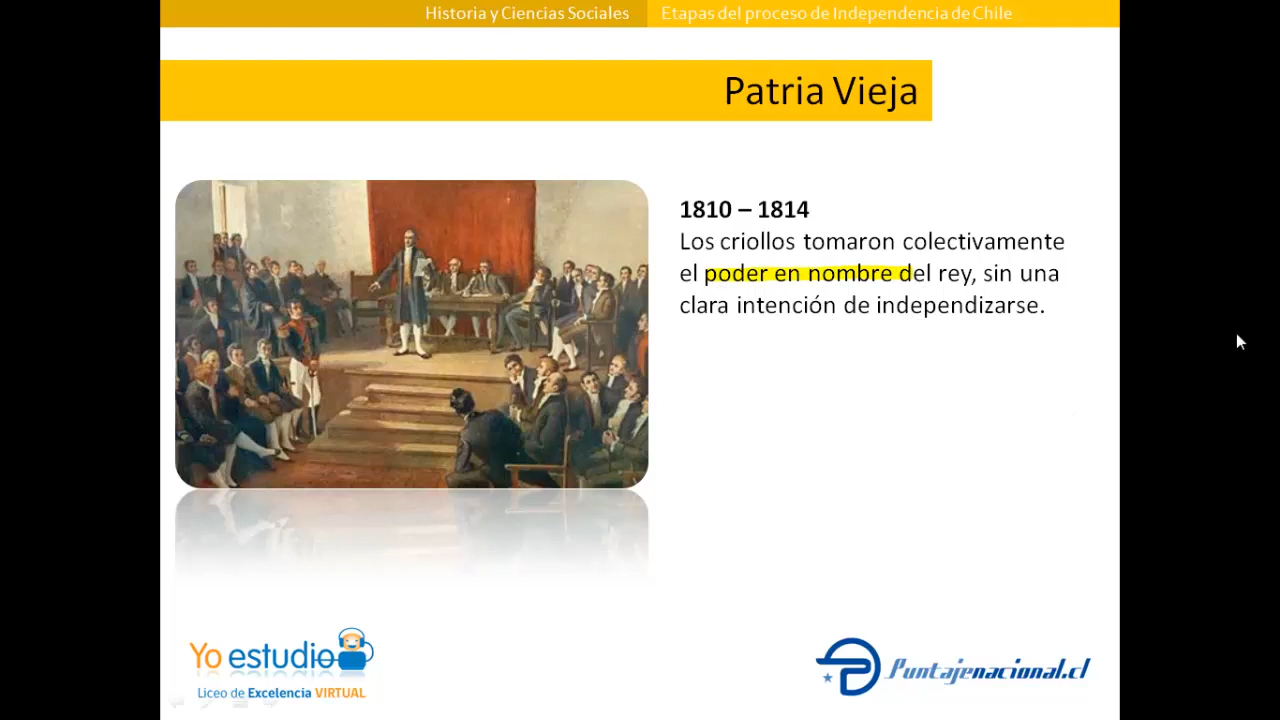 Historia y Ciencias Sociales
Etapas del proceso de Independencia de Chile
Patria Vieja
1810 – 1814
Los criollos tomaron colectivamente
el poder en nombre del rey, sin una
clara intención de independizarse.
Yo estudio
Liceo de Excelencia VIRTUAL
Puntajenacional.cl